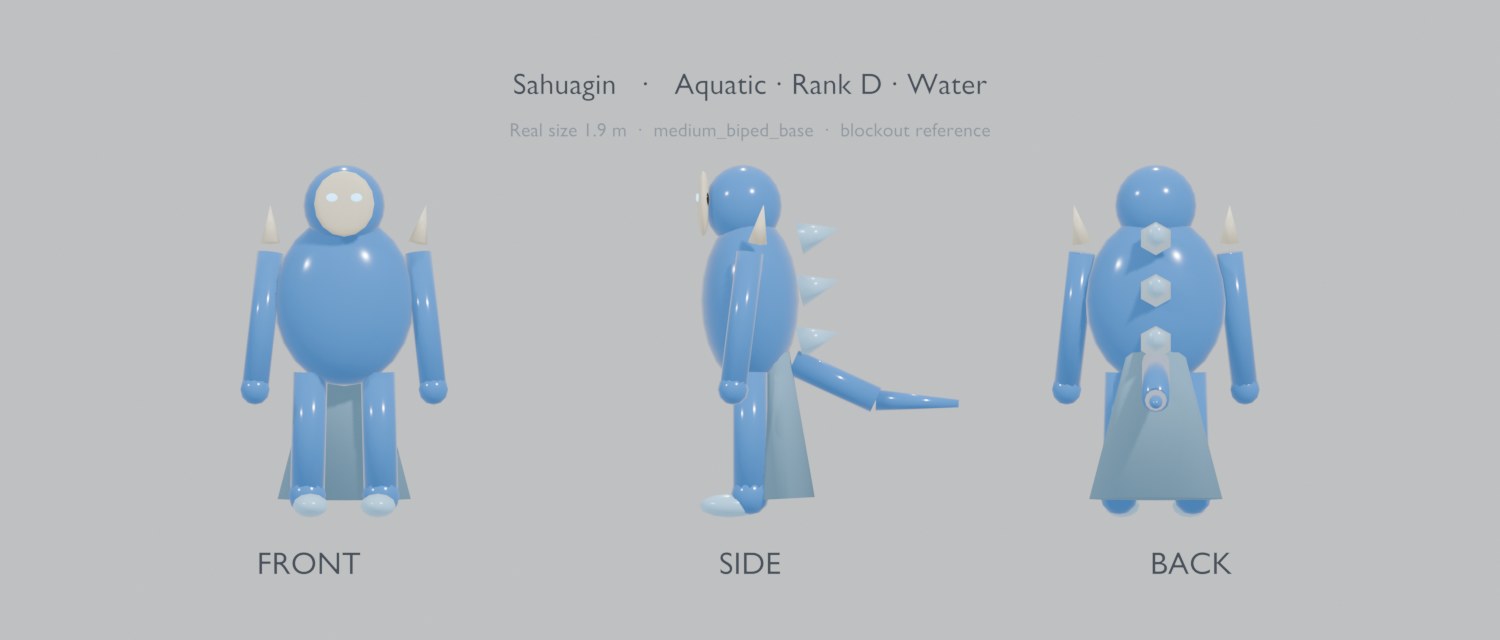 Sahuagin · Aquatic · Rank D · Water
Real size 1.9 m · medium_biped_base · blockout reference
FRONT
SIDE
BACK